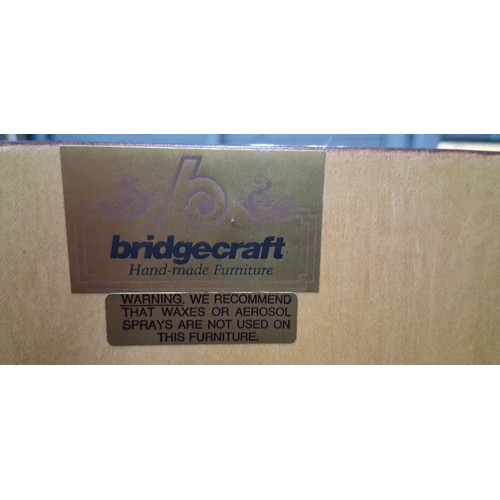 b
bridgecraft
Hand-made Furniture
WARNING. WE RECOMMEND
THAT WAXES OR AEROSOL
SPRAYS ARE NOT USED ON
THIS FURNITURE.